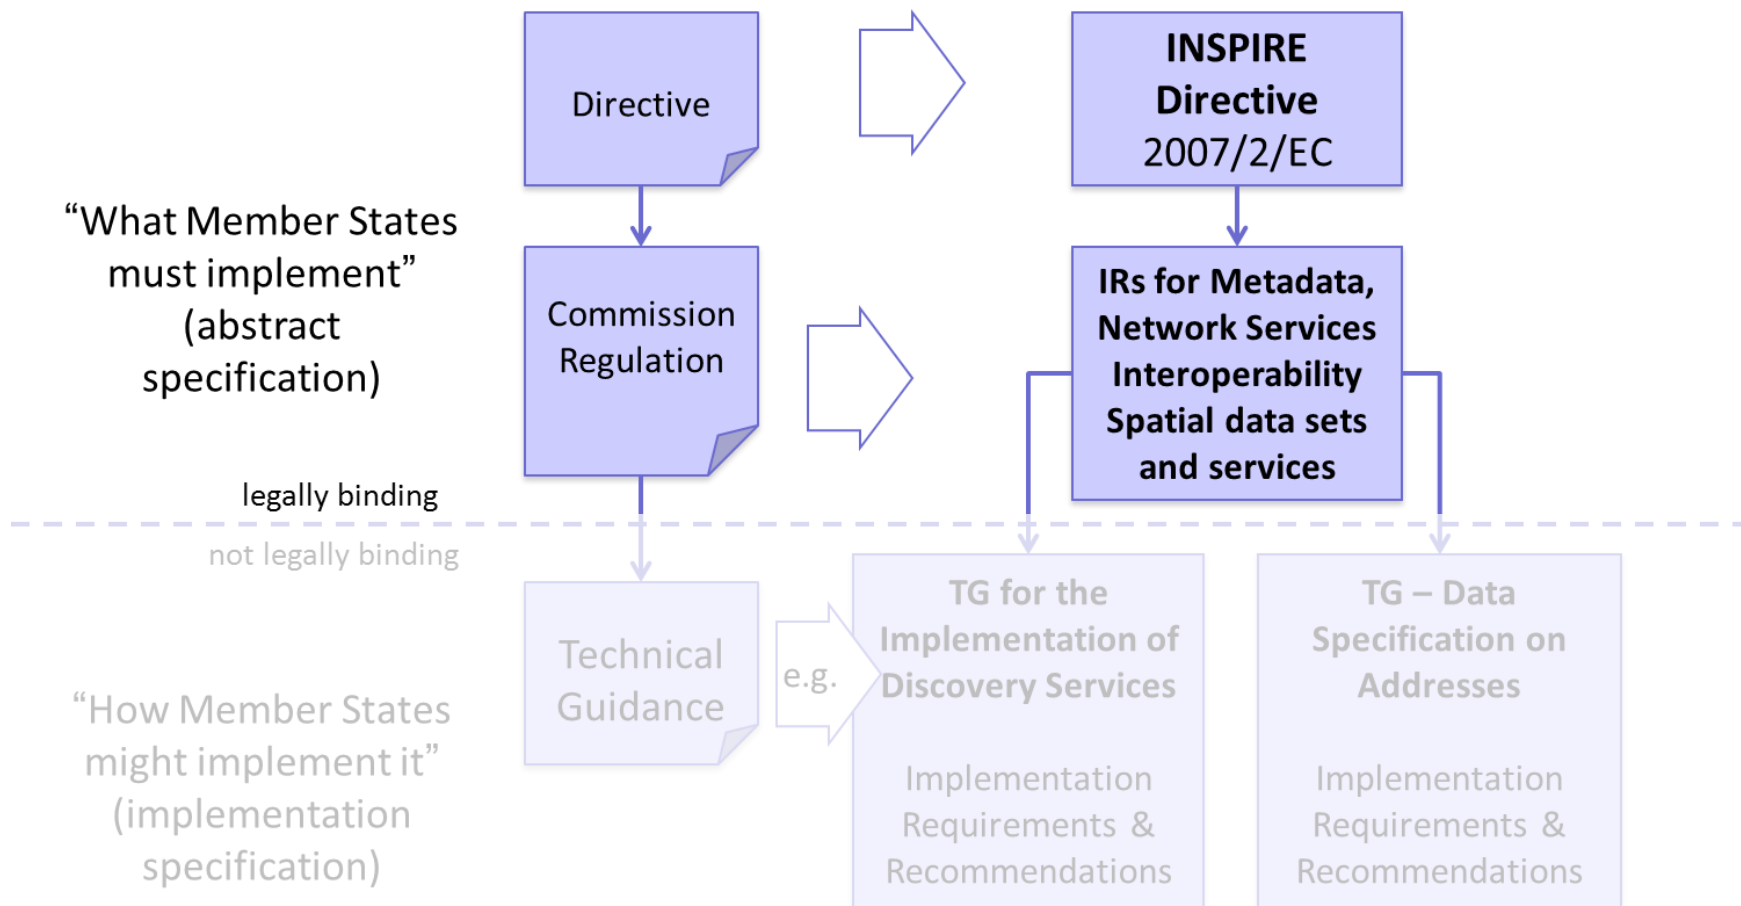 Directive
INSPIRE
Directive
2007/2/EC
“What Member States
must implement”
(abstract
specification)
Commission
Regulation
IRs for Metadata,
Network Services
Interoperability
Spatial data sets
and services
legally binding
not legally binding
Technical
Guidance
e.g.
TG for the
Implementation of
Discovery Services
Implementation
Requirements &
Recommendations
TG – Data
Specification on
Addresses
Implementation
Requirements &
Recommendations
“How Member States
might implement it”
(implementation
specification)